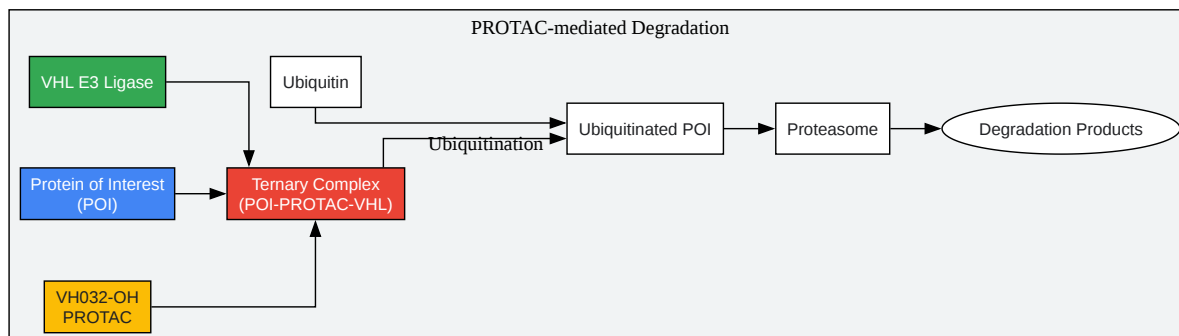 PROTAC-mediated Degradation
VHL E3 Ligase
Ubiquitin
Ubiquitinated POI
Proteasome
Degradation Products
Ubiquitination
Protein of Interest
(POI)
Ternary Complex
(POI-PROTAC-VHL)
VH032-OH
PROTAC